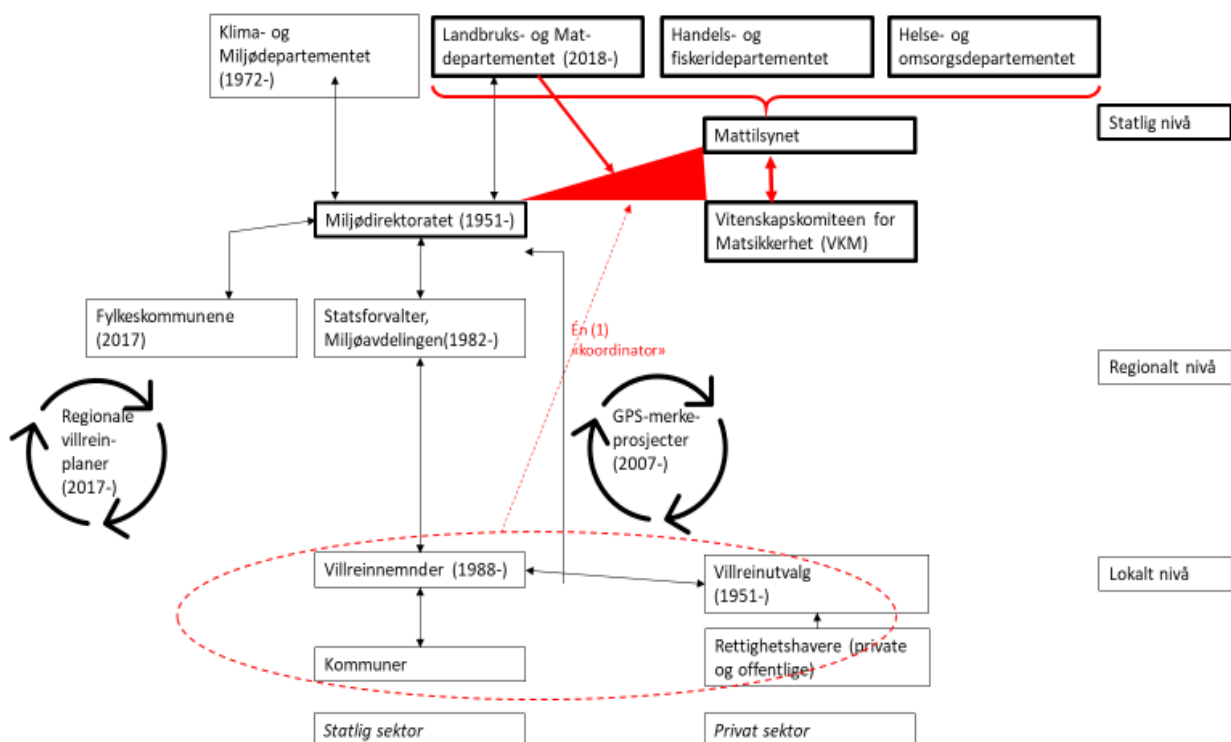 Klima- og
Miljødepartementet
(1972-)
Landbruks- og Mat-
departementet (2018-)
Handels- og
fiskeridepartementet
Helse- og
omsorgsdepartementet
Statlig nivå
Mattilsynet
Miljødirektoratet (1951-)
Vitenskapskomiteen for
Matsikkerhet (VKM)
Fylkeskommunene
(2017)
Statsforvalter,
Miljøavdelingen(1982-)
Én (1)
«koordinator»
Regionalt nivå
Regionale
villrein-
planer
(2017-)
GPS-merke-
prosjecter
(2007-)
Villreinnemnder (1988-)
Villreinutvalg
(1951-)
Lokalt nivå
Kommuner
Rettighetshavere (private
og offentlige)
Statlig sektor
Privat sektor